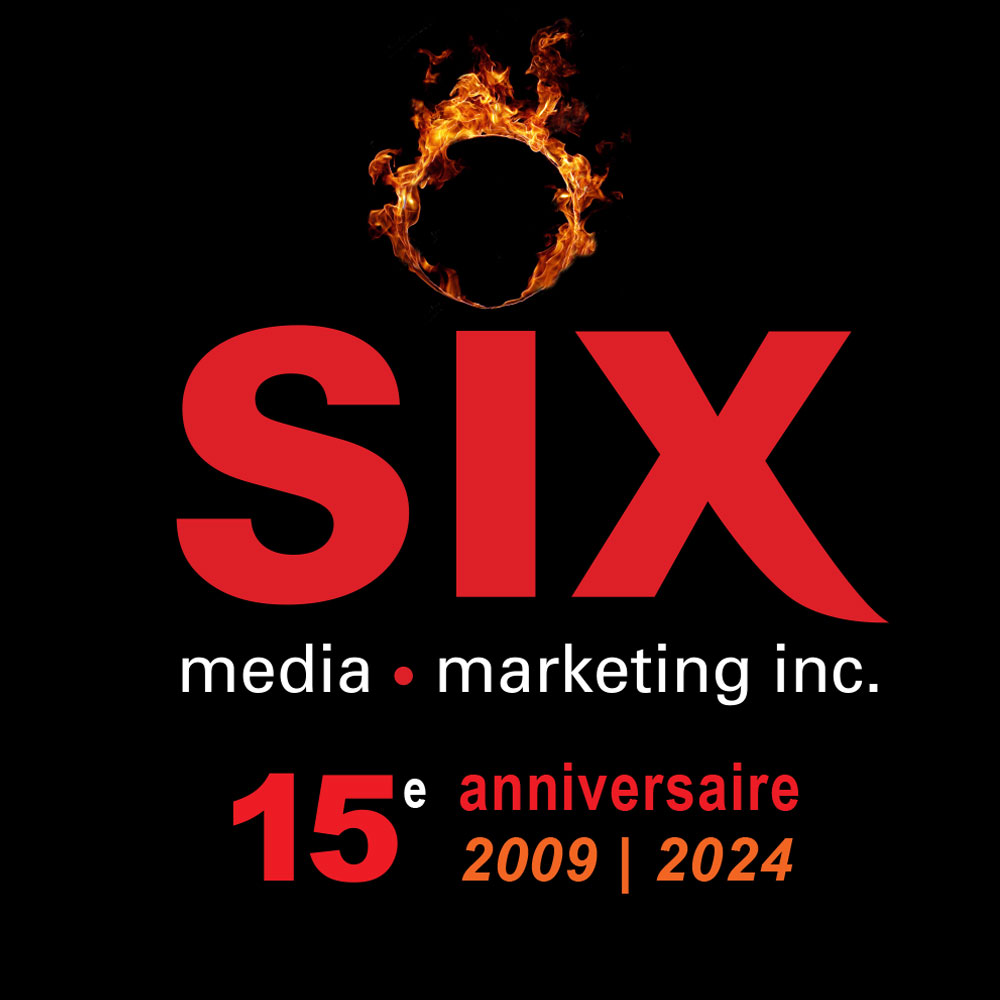 SIX
media • marketing inc.
15e anniversaire
2009 | 2024